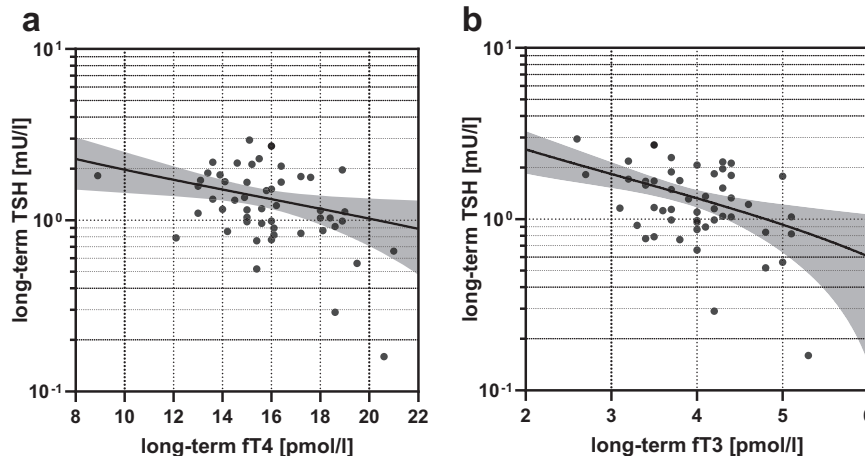 a
long-term TSH [mU/l]
10¹
10⁰
10⁻¹
8 10 12 14 16 18 20 22
long-term fT4 [pmol/l]
b
long-term TSH [mU/l]
10¹
10⁰
10⁻¹
2 3 4 5
long-term fT3 [pmol/l]